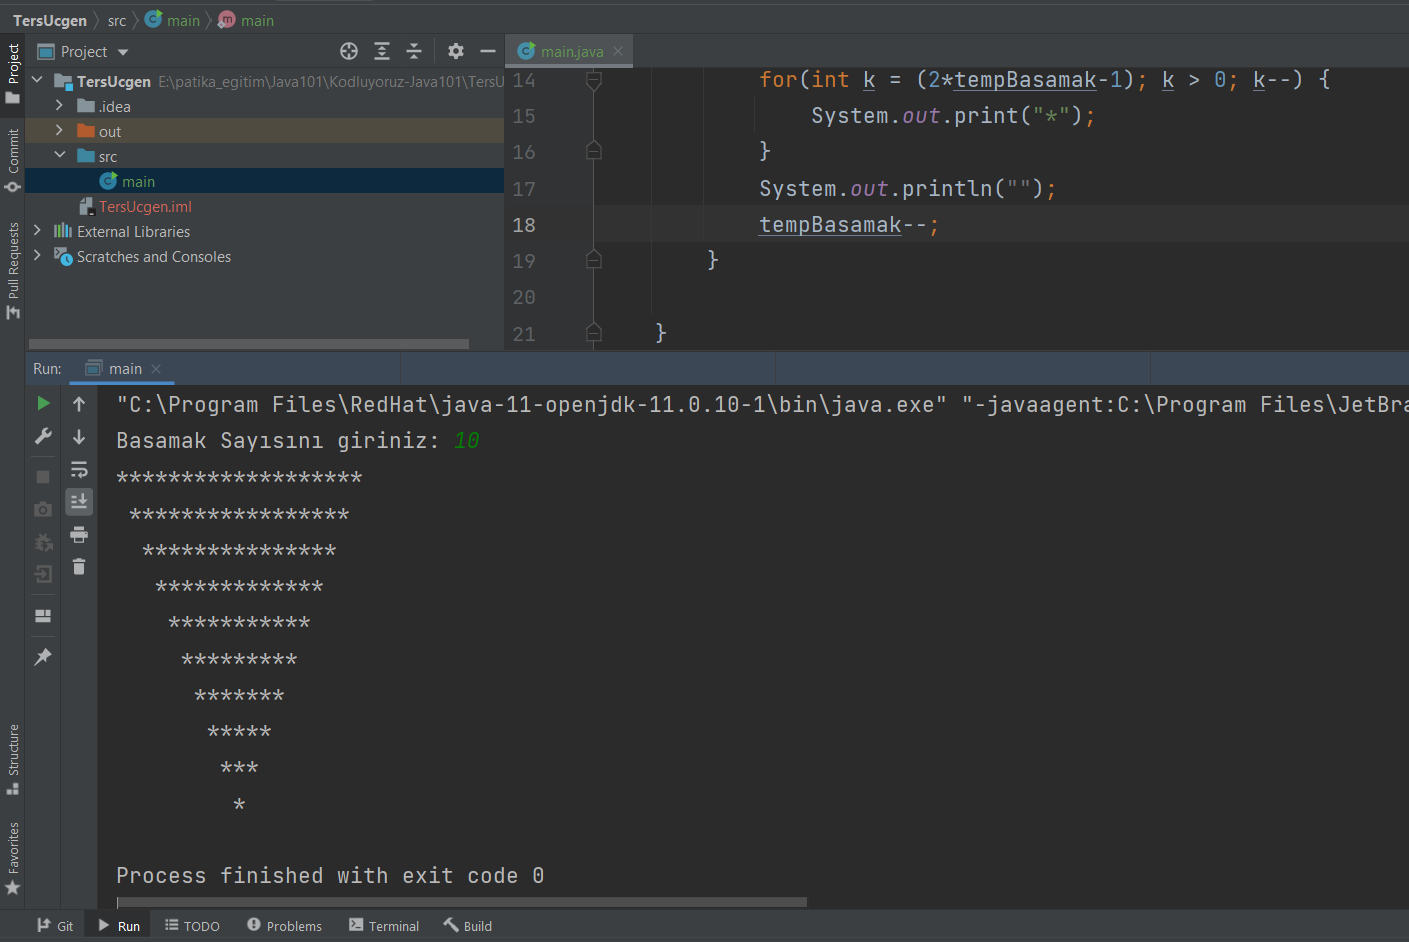 TersUcgen src main main
Project
main.java
TersUcgen E:\patika_egitim\Java101\Kodluyoruz-Java101\TersU
.idea
out
src
main
TersUcgen.iml
External Libraries
Scratches and Consoles
Project
Commit
Pull Requests
Structure
Favorites
14 for(int k = (2*tempBasamak-1); k > 0; k--) {
15 System.out.print("*");
16 }
17 System.out.println("");
18 tempBasamak--;
19 }
20
21 }
Run: main
"C:\Program Files\RedHat\java-11-openjdk-11.0.10-1\bin\java.exe" "-javaagent:C:\Program Files\JetBra
Basamak Sayısını giriniz: 10
*******************
*****************
***************
*************
***********
*********
*******
*****
***
*
Process finished with exit code 0
Git Run TODO Problems Terminal Build